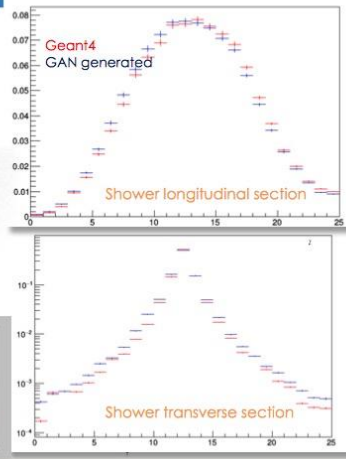 0.08
0.07
0.06
0.05
0.04
0.03
0.02
0.01
0
Geant4
GAN generated
Shower longitudinal section
0 5 10 15 20 25
2
10⁻¹
10⁻²
10⁻³
10⁻⁴
Shower transverse section
0 5 10 15 20 25